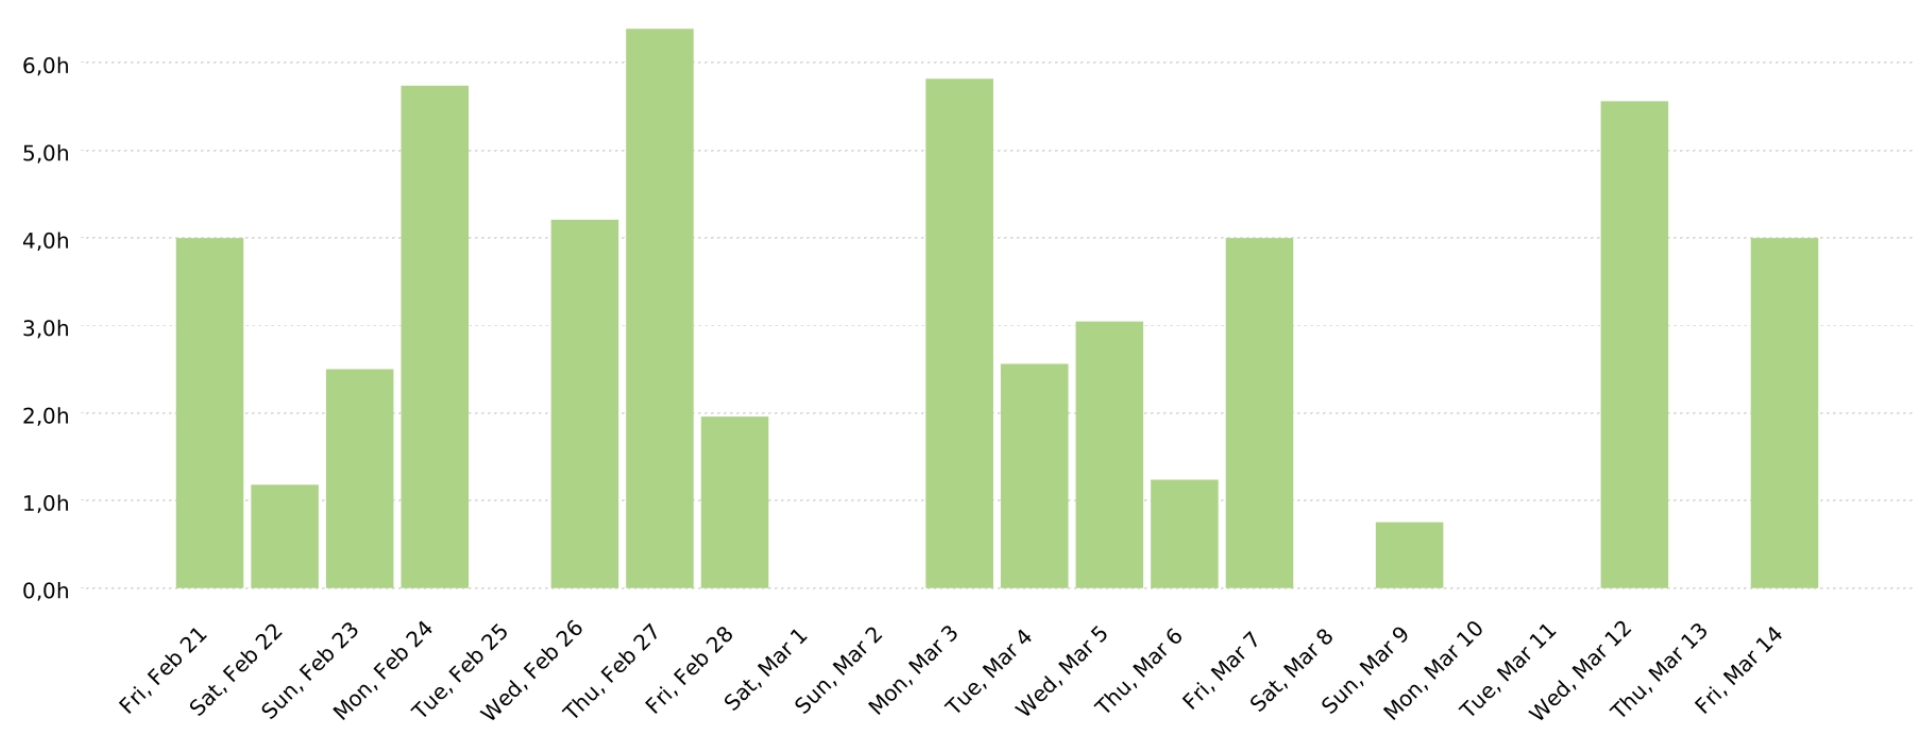 6,0h
5,0h
4,0h
3,0h
2,0h
1,0h
0,0h
Fri, Feb 21
Sat, Feb 22
Sun, Feb 23
Mon, Feb 24
Tue, Feb 25
Wed, Feb 26
Thu, Feb 27
Fri, Feb 28
Sat, Mar 1
Sun, Mar 2
Mon, Mar 3
Tue, Mar 4
Wed, Mar 5
Thu, Mar 6
Fri, Mar 7
Sat, Mar 8
Sun, Mar 9
Mon, Mar 10
Tue, Mar 11
Wed, Mar 12
Thu, Mar 13
Fri, Mar 14